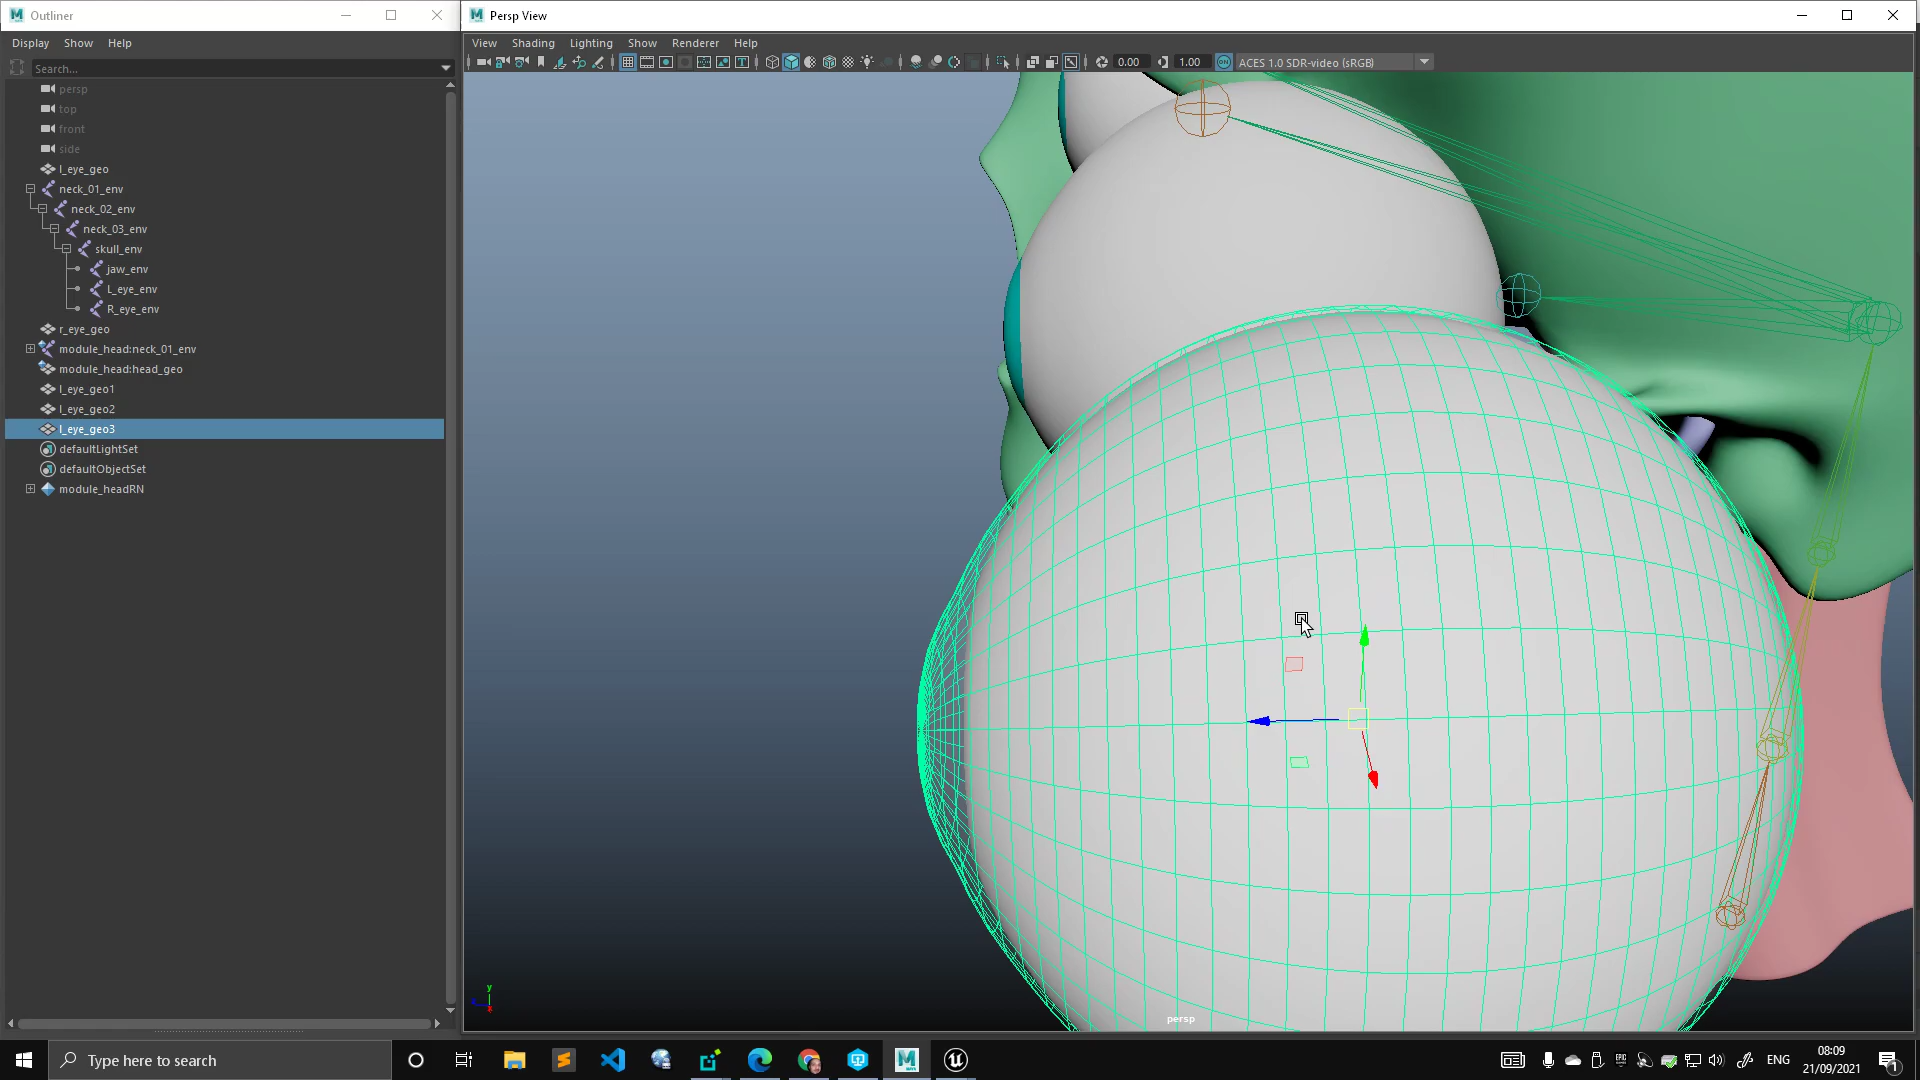 Outliner
Persp View
Display Show Help
View Shading Lighting Show Renderer Help
Search...
0.00
1.00
ON
ACES 1.0 SDR-video (sRGB)
persp
top
front
side
l_eye_geo
neck_01_env
neck_02_env
neck_03_env
skull_env
jaw_env
L_eye_env
R_eye_env
r_eye_geo
module_head:neck_01_env
module_head:head_geo
l_eye_geo1
l_eye_geo2
l_eye_geo3
defaultLightSet
defaultObjectSet
module_headRN
y
persp
Type here to search
ENG
08:09
21/09/2021
1